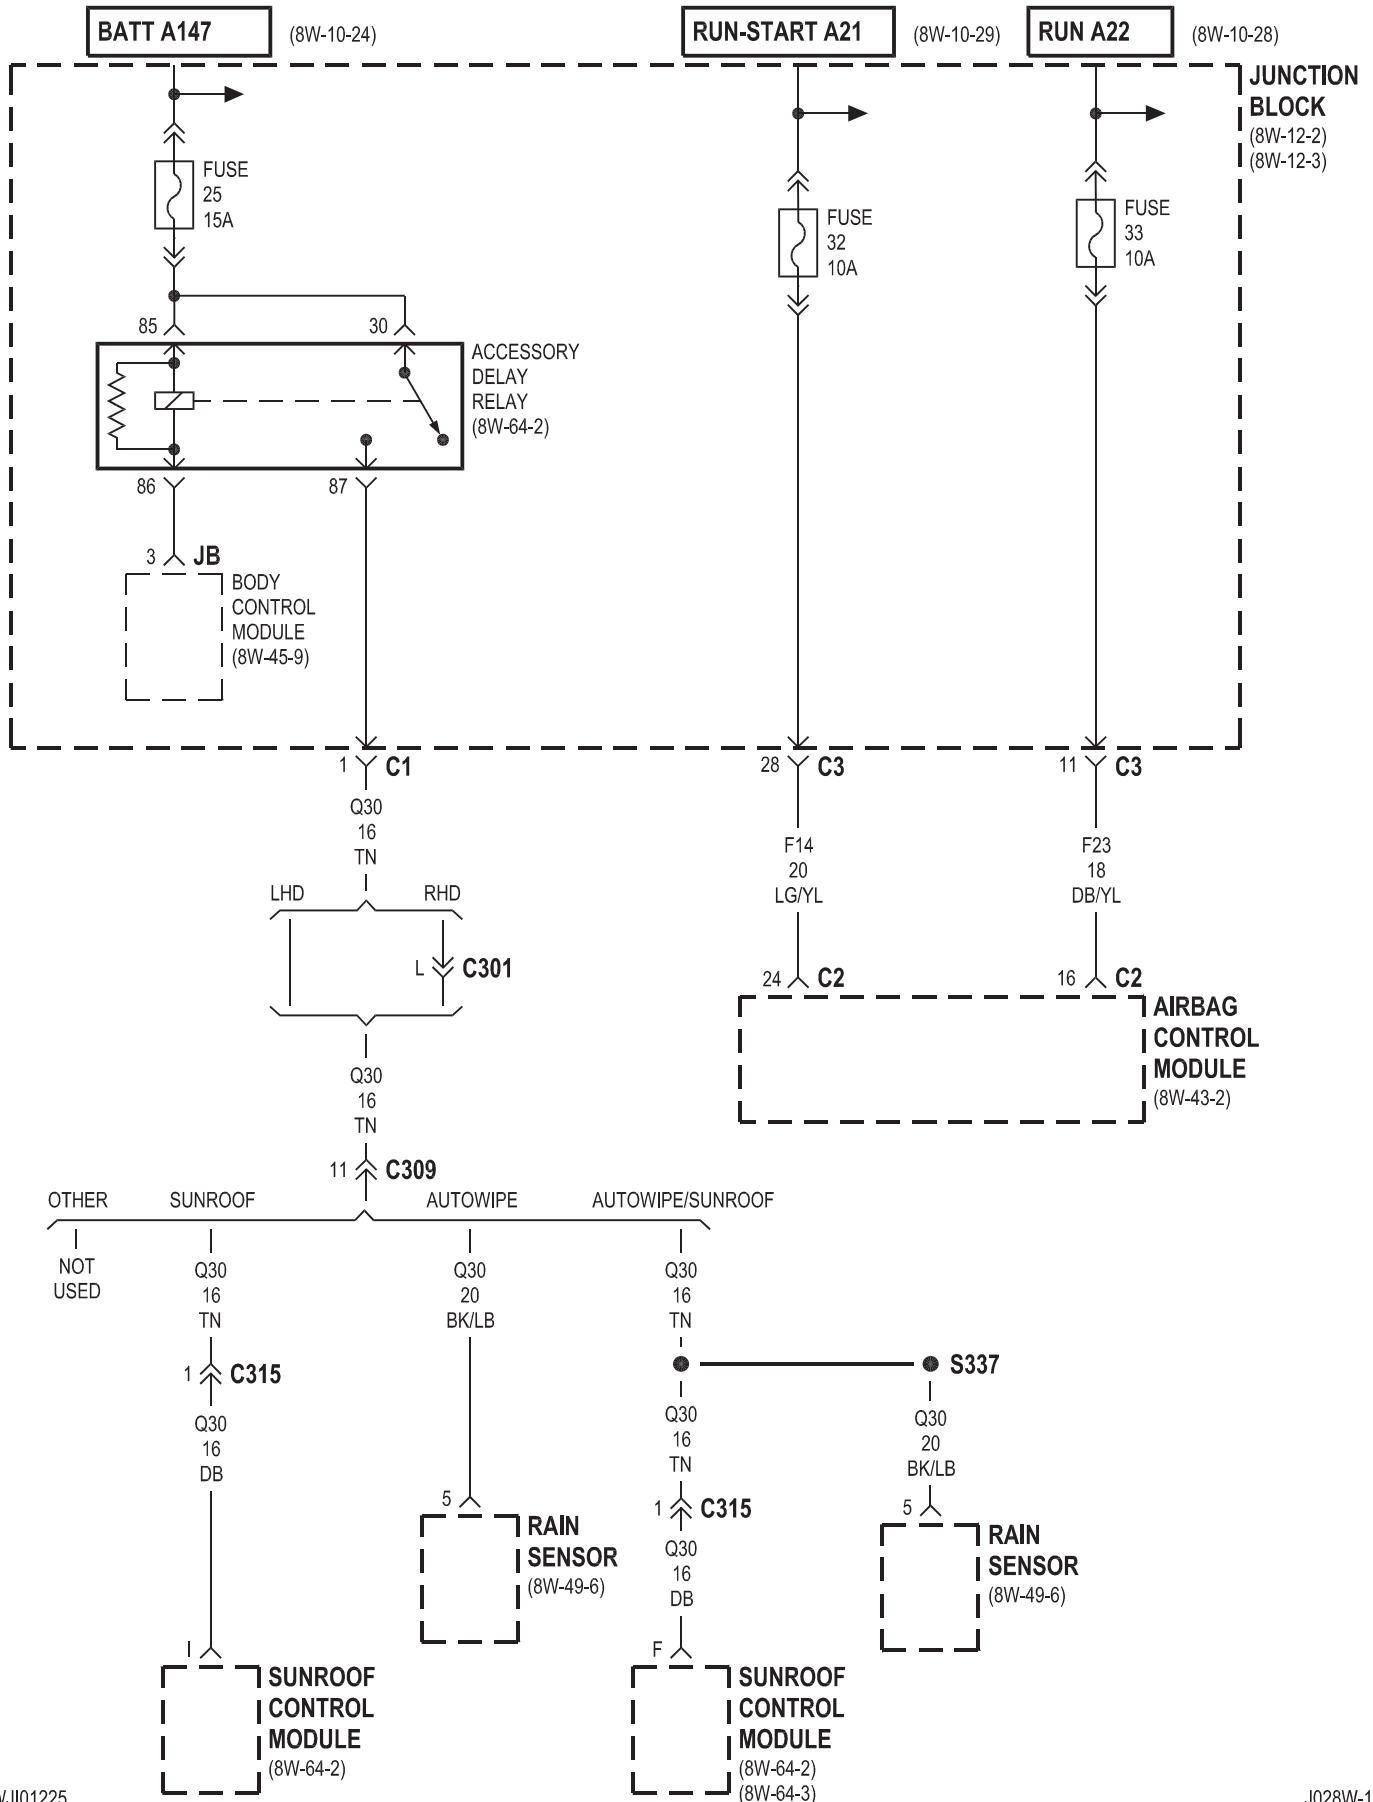 BATT A147 (8W-10-24)
RUN-START A21 (8W-10-29)
RUN A22 (8W-10-28)
JUNCTION
BLOCK
(8W-12-2)
(8W-12-3)
FUSE
25
15A
FUSE
32
10A
FUSE
33
10A
85
30
ACCESSORY
DELAY
RELAY
(8W-64-2)
86
87
3 JB
BODY
CONTROL
MODULE
(8W-45-9)
1 C1
28 C3
11 C3
Q30
16
TN
F14
20
LG/YL
F23
18
DB/YL
LHD
RHD
L C301
24 C2
16 C2
AIRBAG
CONTROL
MODULE
(8W-43-2)
Q30
16
TN
11 C309
OTHER
SUNROOF
AUTOWIPE
AUTOWIPE/SUNROOF
NOT
USED
Q30
16
TN
Q30
20
BK/LB
Q30
16
TN
1 C315
S337
Q30
16
DB
Q30
16
TN
Q30
20
BK/LB
5
RAIN
SENSOR
(8W-49-6)
1 C315
5
RAIN
SENSOR
(8W-49-6)
Q30
16
DB
I
SUNROOF
CONTROL
MODULE
(8W-64-2)
F
SUNROOF
CONTROL
MODULE
(8W-64-2)
(8W-64-3)
WJI01225
J028W-1